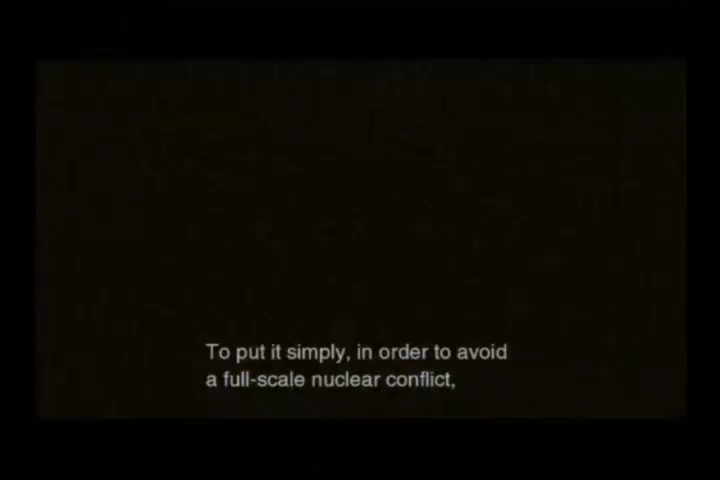 To put it simply, in order to avoid
a full-scale nuclear conflict,